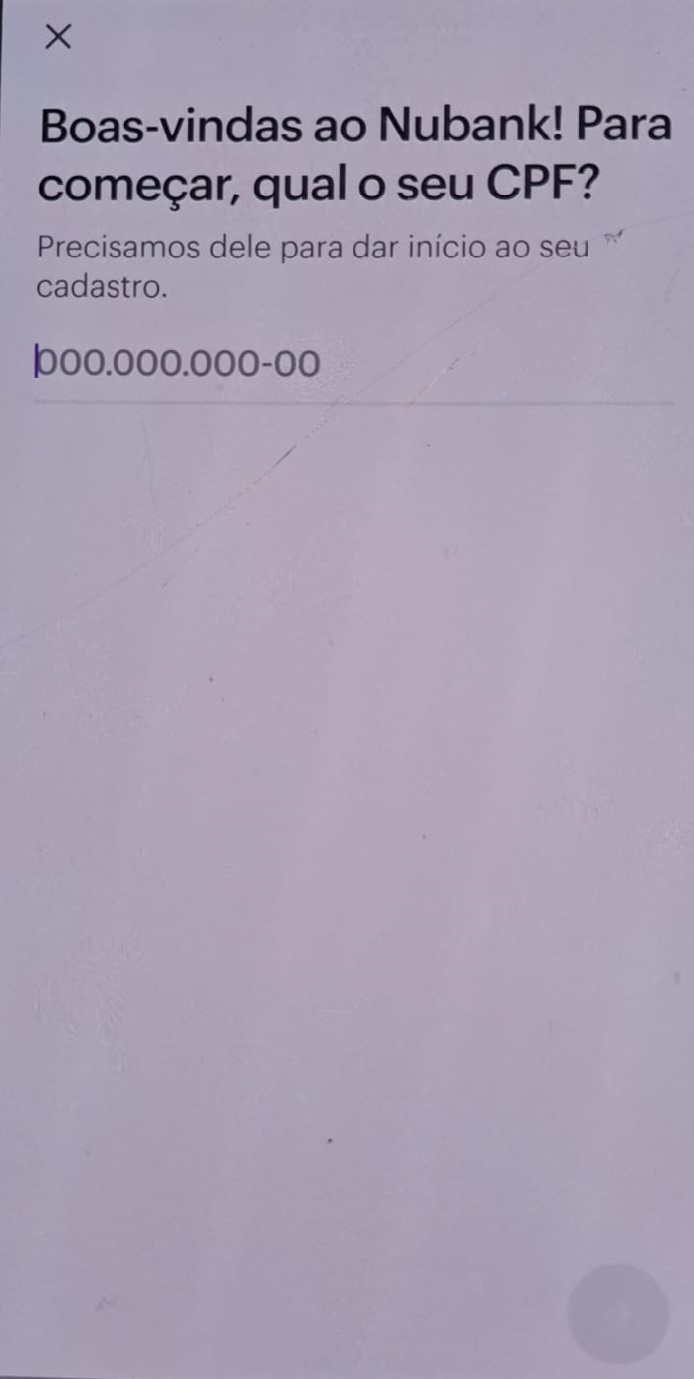 Boas-vindas ao Nubank! Para
começar, qual o seu CPF?
Precisamos dele para dar início ao seu
cadastro.
000.000.000-00